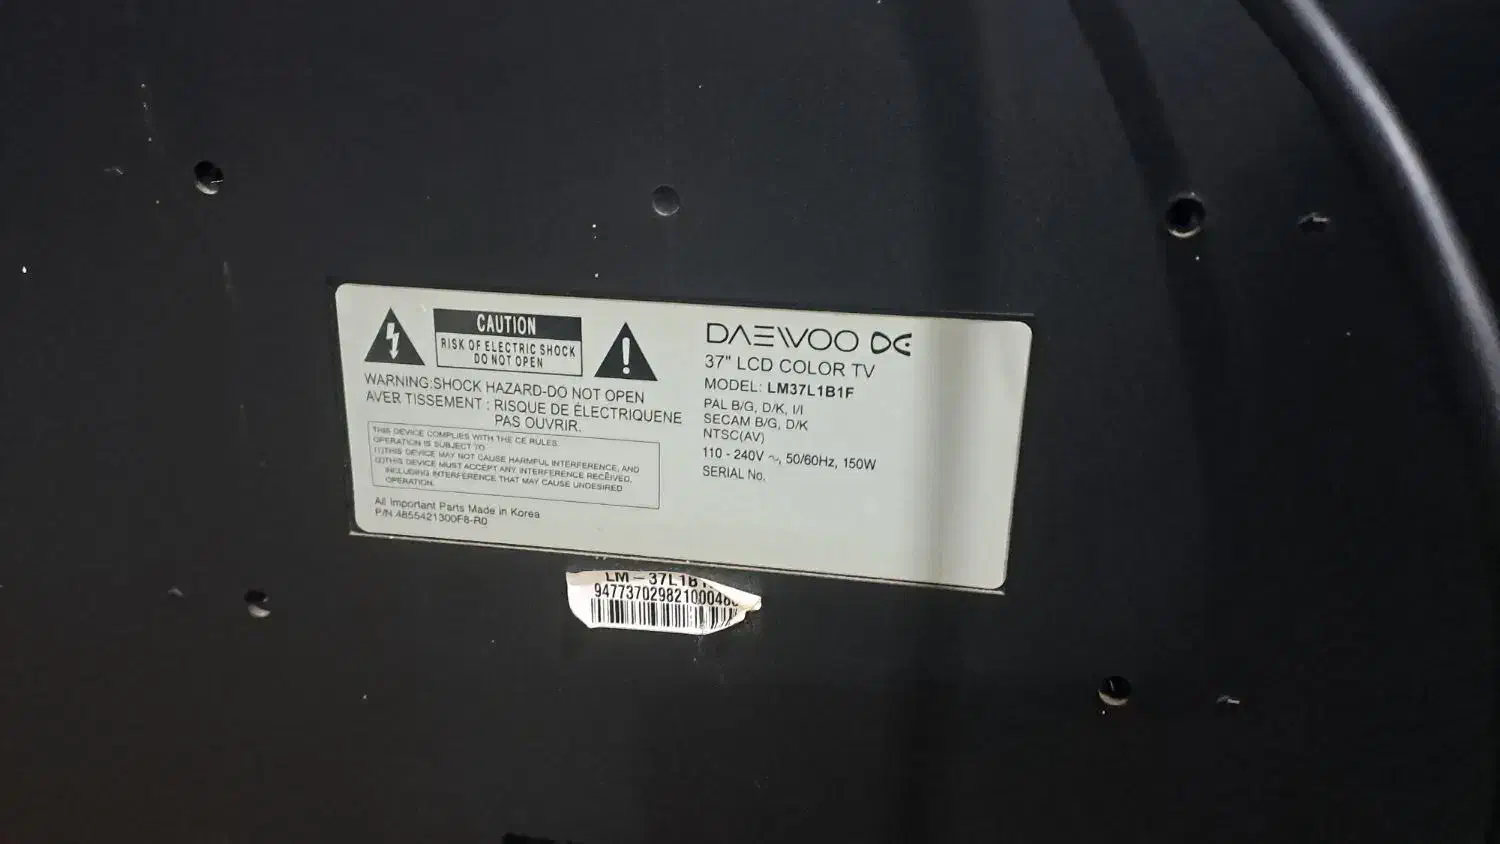 CAUTION
RISK OF ELECTRIC SHOCK
DO NOT OPEN
WARNING:SHOCK HAZARD-DO NOT OPEN
AVER TISSEMENT : RISQUE DE ÉLECTRIQUENE
PAS OUVRIR.
THIS DEVICE COMPLIES WITH THE CE RULES.
OPERATION IS SUBJECT TO
(1)THIS DEVICE MAY NOT CAUSE HARMFUL INTERFERENCE, AND
(2)THIS DEVICE MUST ACCEPT ANY INTERFERENCE RECEIVED,
INCLUDING INTERFERENCE THAT MAY CAUSE UNDESIRED
OPERATION.
All Important Parts Made in Korea
P/N 4855421300F8-R0
DAEWOO
37" LCD COLOR TV
MODEL: LM37L1B1F
PAL B/G, D/K, I/I
SECAM B/G, D/K
NTSC(AV)
110 - 240V ~, 50/60Hz, 150W
SERIAL No.
LM-37L1B